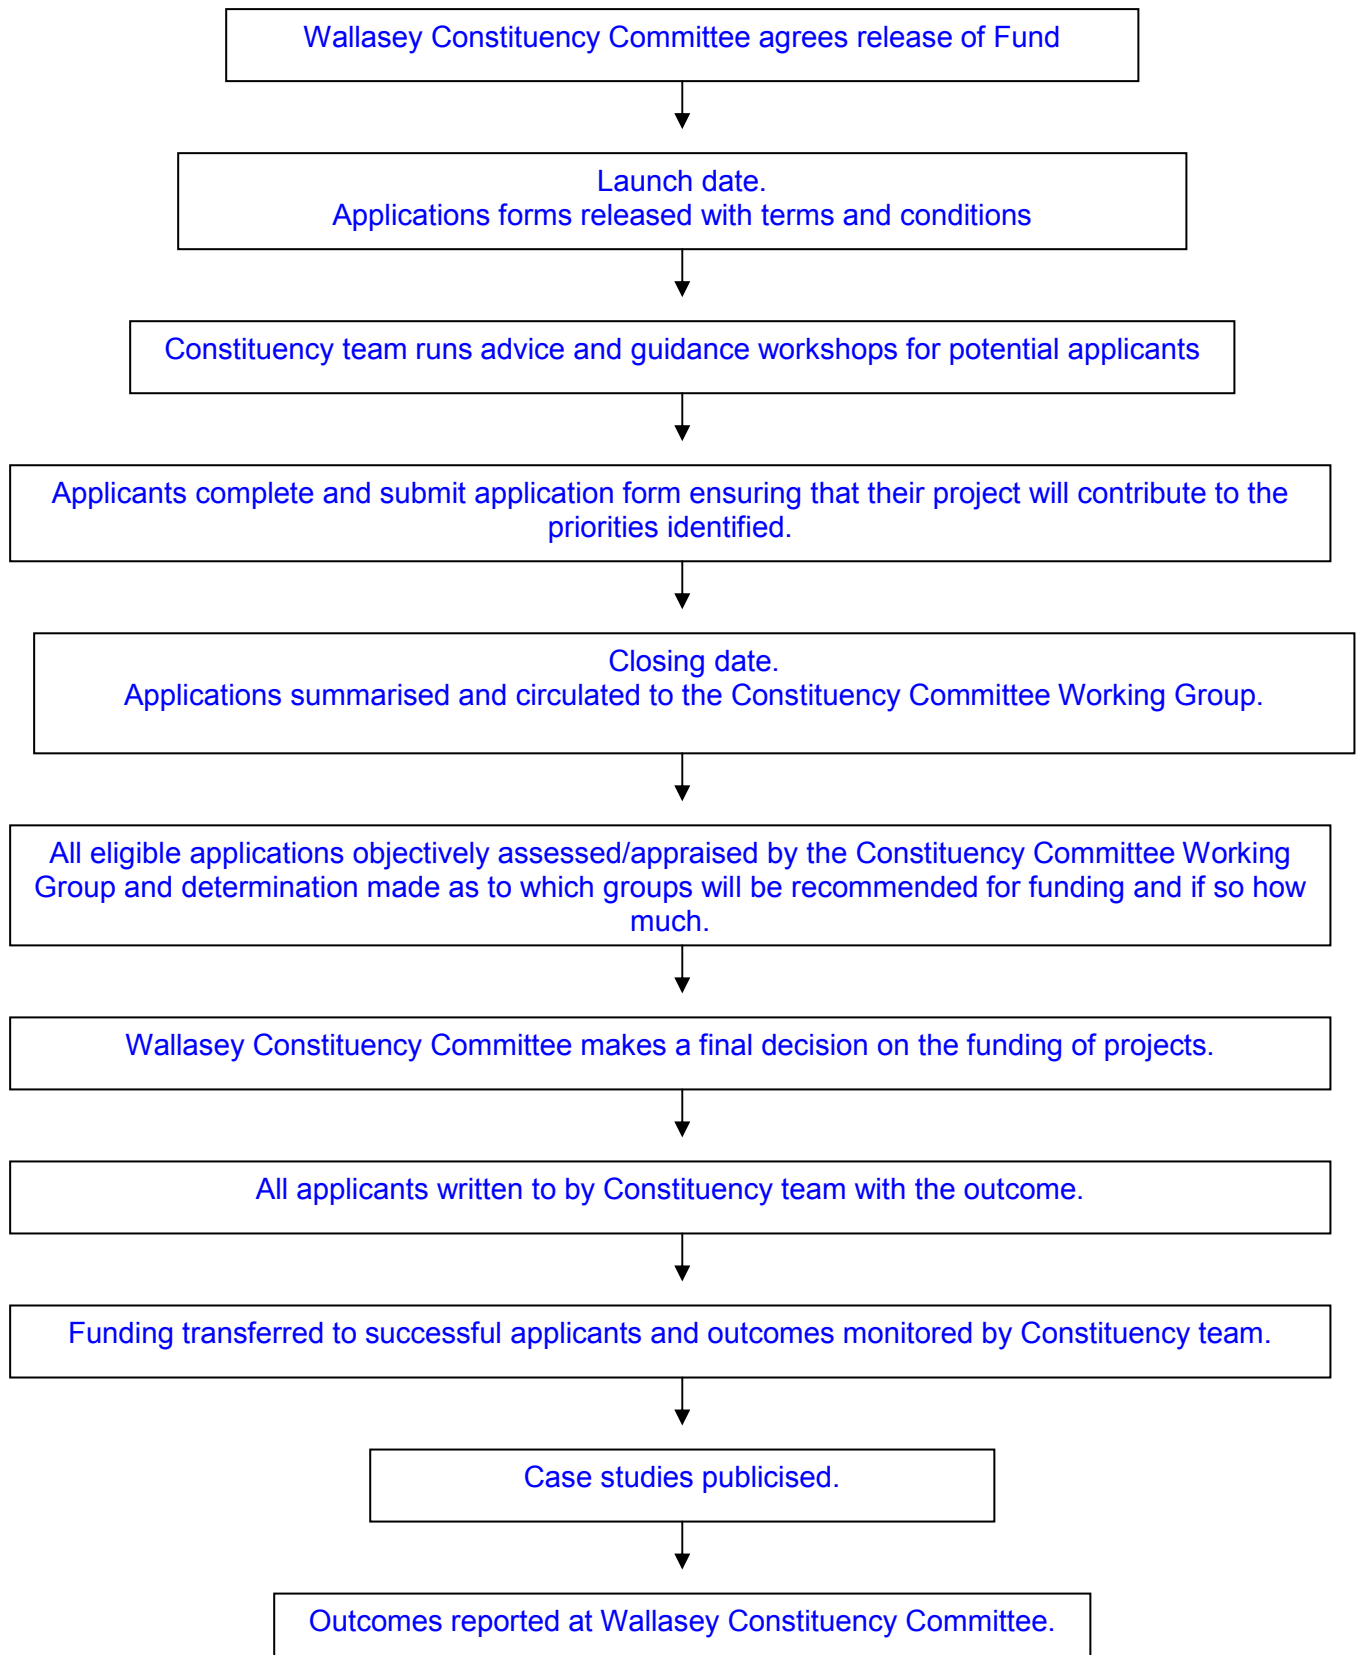 Wallasey Constituency Committee agrees release of Fund
Launch date.
Applications forms released with terms and conditions
Constituency team runs advice and guidance workshops for potential applicants
Applicants complete and submit application form ensuring that their project will contribute to the
priorities identified.
Closing date.
Applications summarised and circulated to the Constituency Committee Working Group.
All eligible applications objectively assessed/appraised by the Constituency Committee Working
Group and determination made as to which groups will be recommended for funding and if so how
much.
Wallasey Constituency Committee makes a final decision on the funding of projects.
All applicants written to by Constituency team with the outcome.
Funding transferred to successful applicants and outcomes monitored by Constituency team.
Case studies publicised.
Outcomes reported at Wallasey Constituency Committee.